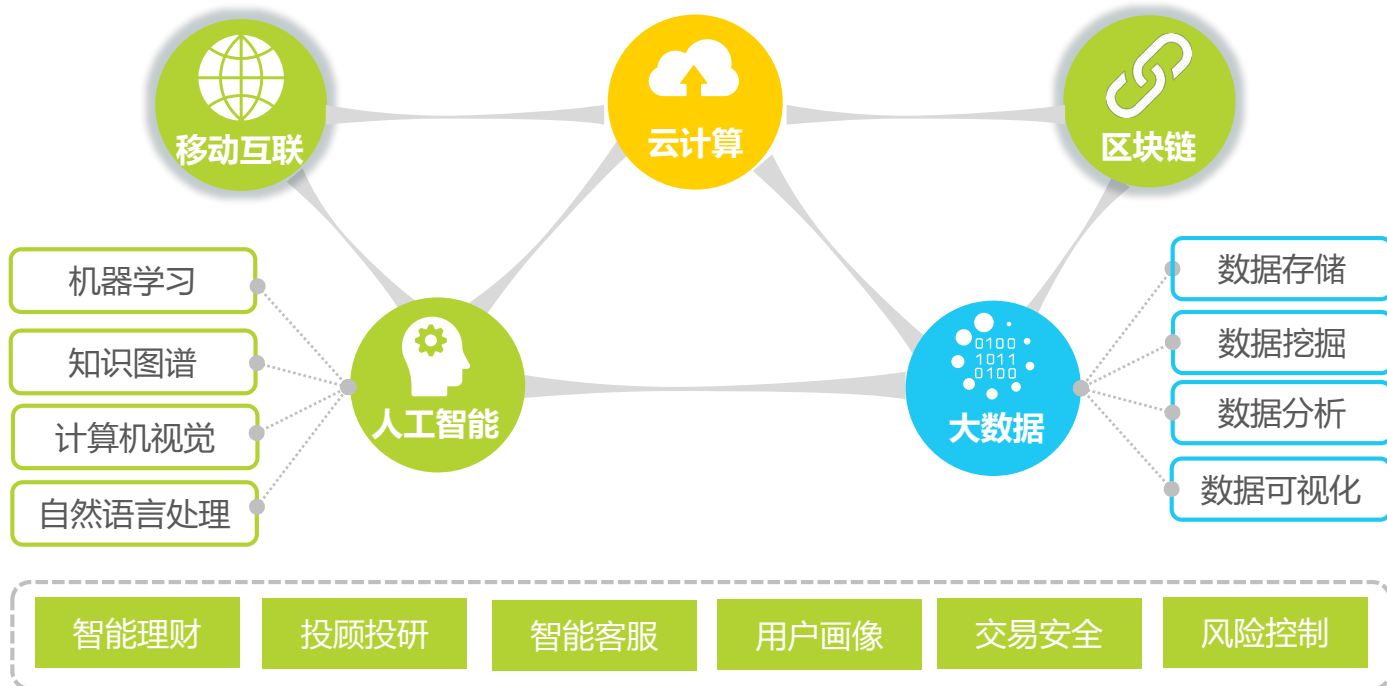 移动互联
云计算
区块链
机器学习
知识图谱
计算机视觉
自然语言处理
人工智能
0100
1011
0100
大数据
数据存储
数据挖掘
数据分析
数据可视化
智能理财
投顾投研
智能客服
用户画像
交易安全
风险控制